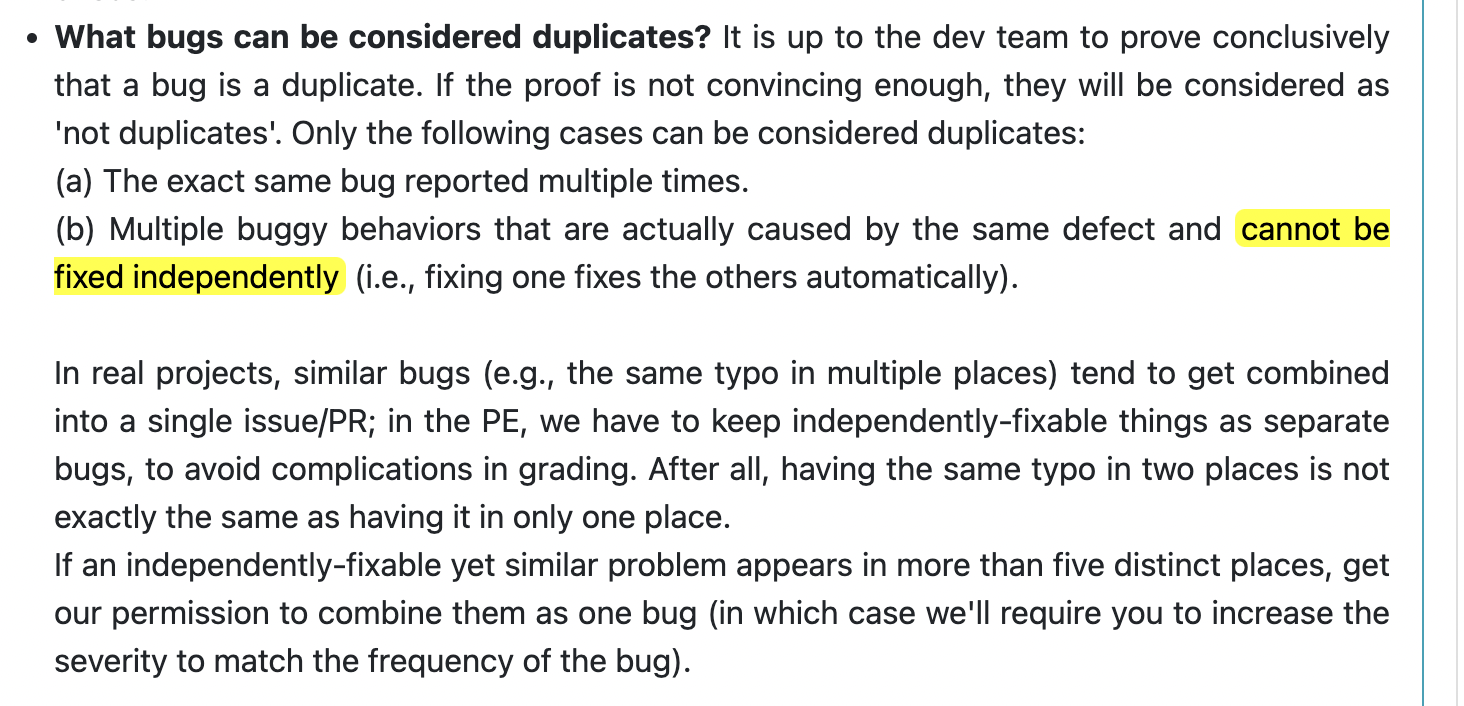 • What bugs can be considered duplicates? It is up to the dev team to prove conclusively
that a bug is a duplicate. If the proof is not convincing enough, they will be considered as
'not duplicates'. Only the following cases can be considered duplicates:
(a) The exact same bug reported multiple times.
(b) Multiple buggy behaviors that are actually caused by the same defect and cannot be
fixed independently (i.e., fixing one fixes the others automatically).
In real projects, similar bugs (e.g., the same typo in multiple places) tend to get combined
into a single issue/PR; in the PE, we have to keep independently-fixable things as separate
bugs, to avoid complications in grading. After all, having the same typo in two places is not
exactly the same as having it in only one place.
If an independently-fixable yet similar problem appears in more than five distinct places, get
our permission to combine them as one bug (in which case we'll require you to increase the
severity to match the frequency of the bug).